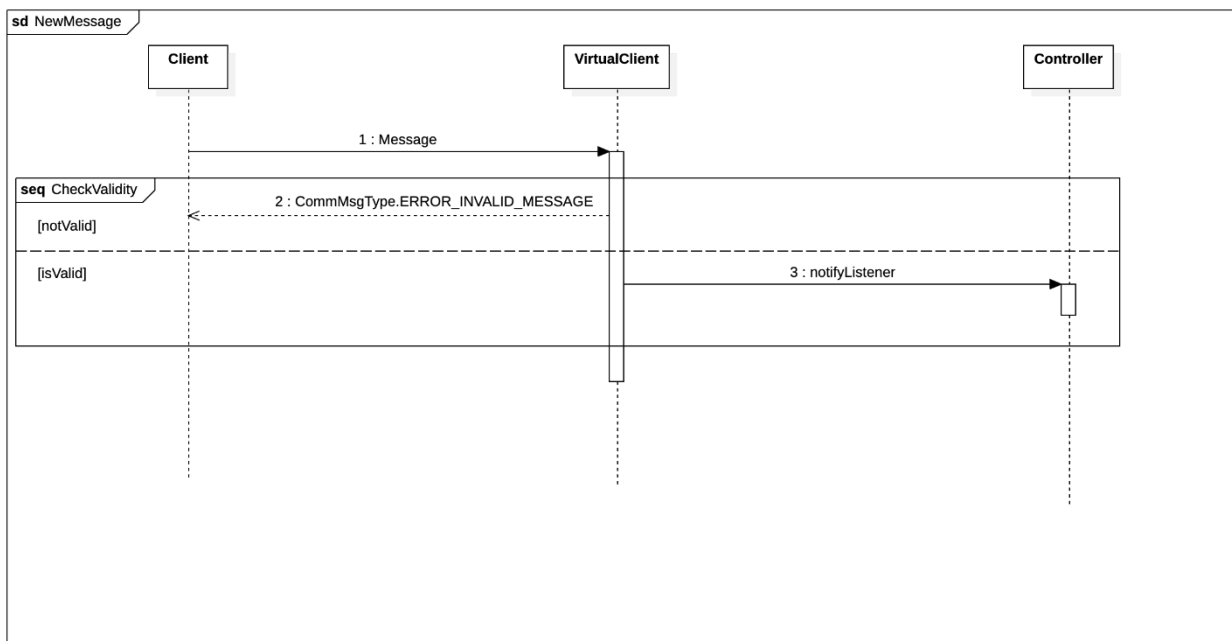 sd NewMessage
Client
VirtualClient
Controller
1 : Message
seq CheckValidity
2 : CommMsgType.ERROR_INVALID_MESSAGE
[notValid]
[isValid]
3 : notifyListener